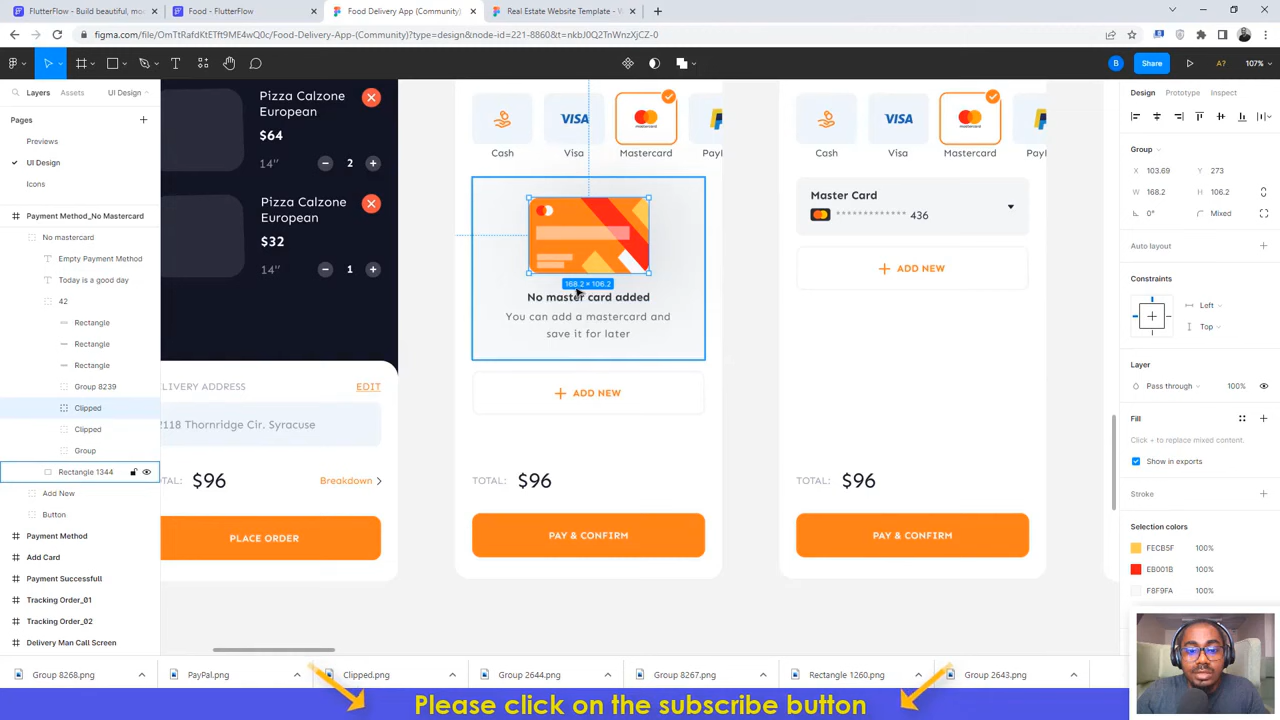 FlutterFlow - Build beautiful, mo
Food - FlutterFlow
Food Delivery App (Community)
Real Estate Website Template - W
figma.com/file/OmTtRafdKtETft9ME4wQ0c/Food-Delivery-App-(Community)?type=design&node-id=221-8860&t=nkbJ0Q2TnWnzXjCZ-0
B
Share
A?
107%
Layers
Assets
UI Design
Pages
Previews
UI Design
Icons
Payment Method_No Mastercard
No mastercard
Empty Payment Method
Today is a good day
42
Rectangle
Rectangle
Rectangle
Group 8239
Clipped
Clipped
Group
Rectangle 1344
Add New
Button
Payment Method
Add Card
Payment Successfull
Tracking Order_01
Tracking Order_02
Delivery Man Call Screen
Pizza Calzone
European
$64
14"
2
Pizza Calzone
European
$32
14"
1
ELIVERY ADDRESS
EDIT
2118 Thornridge Cir. Syracuse
TAL:
$96
Breakdown
PLACE ORDER
VISA
mastercard
Cash
Visa
Mastercard
PayI
168.2 × 106.2
No master card added
You can add a mastercard and
save it for later
ADD NEW
TOTAL:
$96
PAY & CONFIRM
VISA
mastercard
Cash
Visa
Mastercard
PayI
Master Card
436
ADD NEW
TOTAL:
$96
PAY & CONFIRM
Design
Prototype
Inspect
Group
X
103.69
Y
273
W
168.2
H
106.2
0°
Mixed
Auto layout
Constraints
Left
Top
Layer
Pass through
100%
Fill
Click + to replace mixed content.
Show in exports
Stroke
Selection colors
FECB5F
100%
EB001B
100%
F8F9FA
100%
Group 8268.png
PayPal.png
Clipped.png
Group 2644.png
Group 8267.png
Rectangle 1260.png
Group 2643.png
Please click on the subscribe button